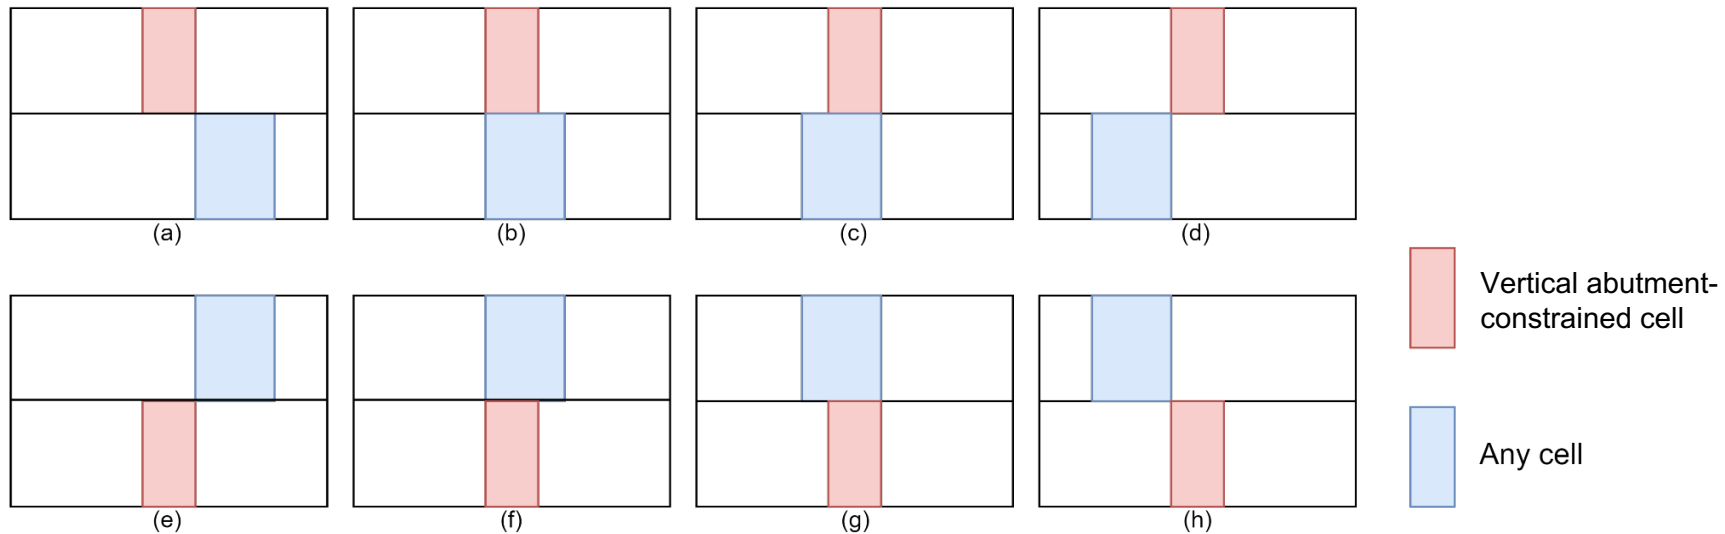 (a)
(b)
(c)
(d)
Vertical abutment-
constrained cell
Any cell
(e)
(f)
(g)
(h)